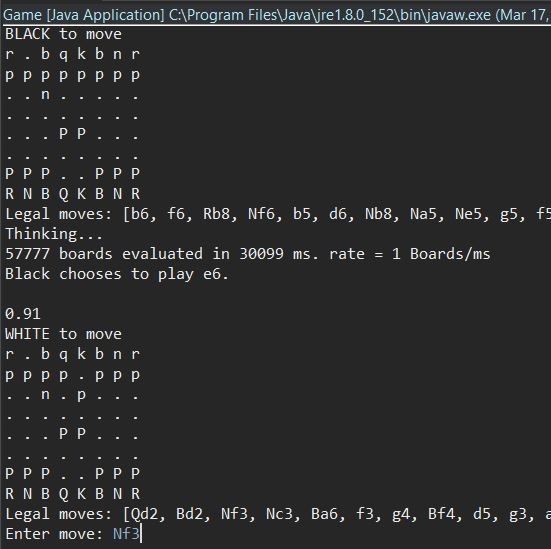 Game [Java Application] C:\Program Files\Java\jre1.8.0_152\bin\javaw.exe (Mar 17,
BLACK to move
r . b q k b n r
p p p p p p p p
. . n . . . . .
. . . . . . . .
. . . P P . . .
. . . . . . . .
P P P . . P P P
R N B Q K B N R
Legal moves: [b6, f6, Rb8, Nf6, b5, d6, Nb8, Na5, Ne5, g5, f5
Thinking...
57777 boards evaluated in 30099 ms. rate = 1 Boards/ms
Black chooses to play e6.
0.91
WHITE to move
r . b q k b n r
p p p p . p p p
. . n . p . . .
. . . . . . . .
. . . P P . . .
. . . . . . . .
P P P . . P P P
R N B Q K B N R
Legal moves: [Qd2, Bd2, Nf3, Nc3, Ba6, f3, g4, Bf4, d5, g3, a
Enter move: Nf3